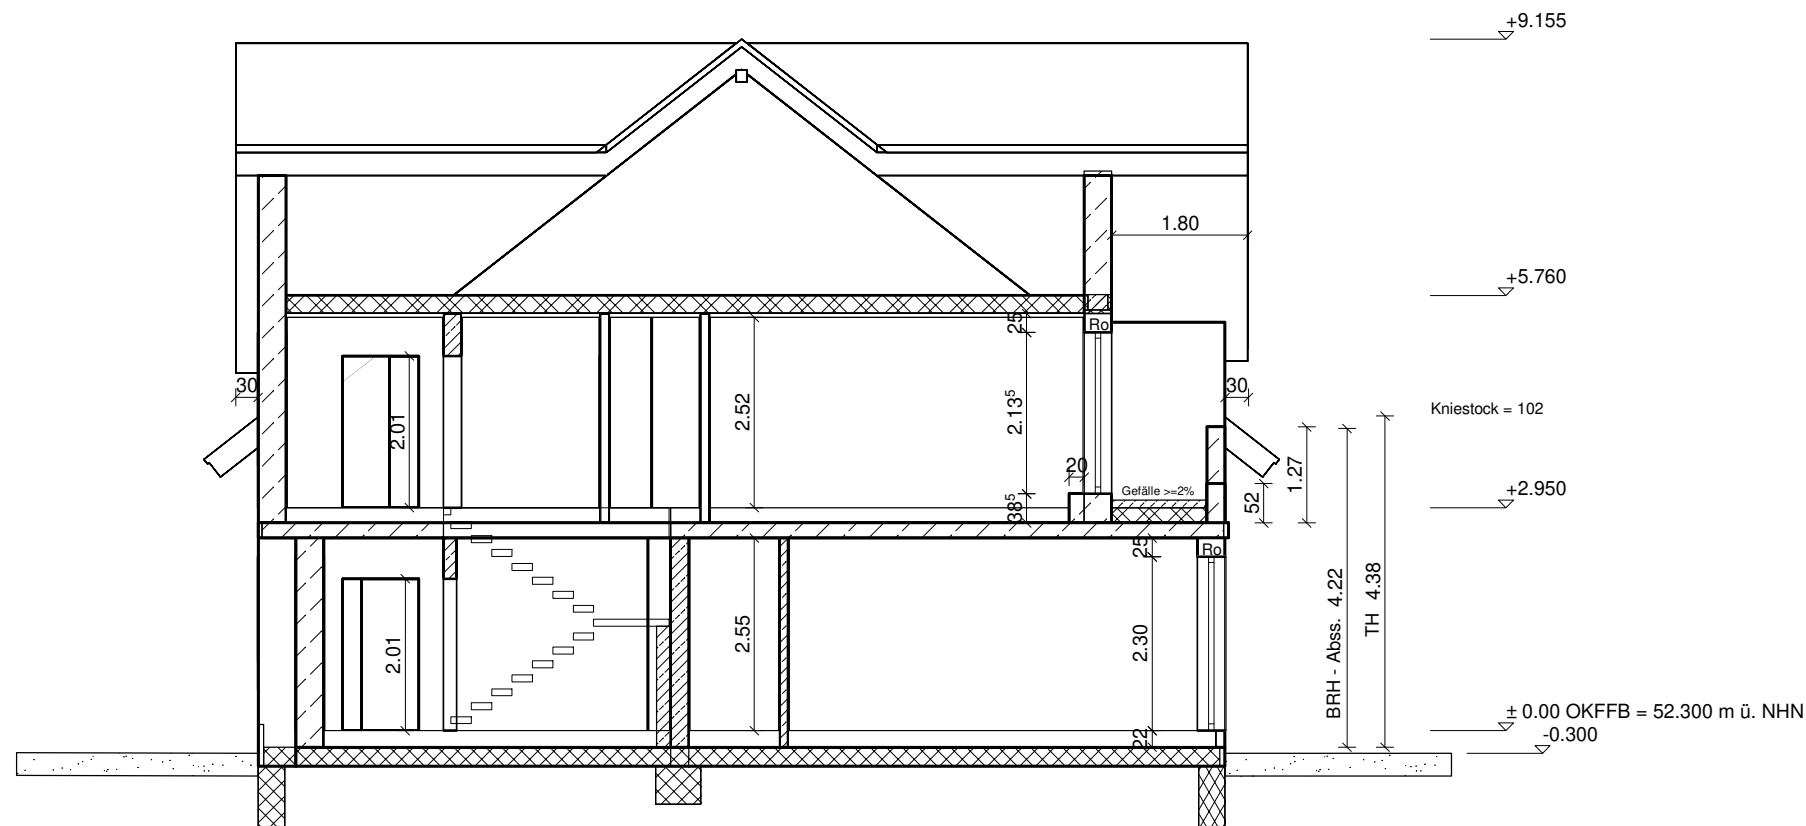 +9.155
1.80
+5.760
25
Ro
30
2.01
2.52
2.13⁵
30
Kniestock = 102
20
Gefälle >=2%
38⁵
52
1.27
+2.950
25
Ro
2.01
2.55
2.30
BRH - Abss. 4.22
TH 4.38
± 0.00 OKFFB = 52.300 m ü. NHN
22
-0.300